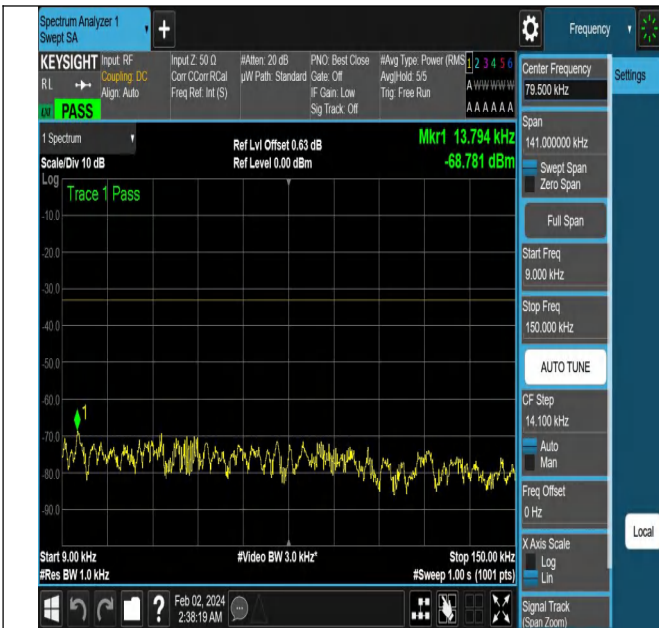 Spectrum Analyzer 1
Swept SA
+
Frequency
KEYSIGHT
RL
LXI
PASS
Input: RF
Coupling: DC
Align: Auto
Input Z: 50 Ω
Corr CCorr RCal
Freq Ref: Int (S)
#Atten: 20 dB
µW Path: Standard
PNO: Best Close
Gate: Off
IF Gain: Low
Sig Track: Off
#Avg Type: Power (RMS
Avg|Hold: 5/5
Trig: Free Run
1 2 3 4 5 6
A W W W W W
A A A A A A
1 Spectrum
Scale/Div 10 dB
Log
Ref Lvl Offset 0.63 dB
Ref Level 0.00 dBm
Mkr1 13.794 kHz
-68.781 dBm
Trace 1 Pass
-10.0
-20.0
-30.0
-40.0
-50.0
-60.0
-70.0
-80.0
-90.0
1
Start 9.00 kHz
#Res BW 1.0 kHz
#Video BW 3.0 kHz*
Stop 150.00 kHz
#Sweep 1.00 s (1001 pts)
?
Feb 02, 2024
2:38:19 AM
Center Frequency
79.500 kHz
Span
141.000000 kHz
Swept Span
Zero Span
Full Span
Start Freq
9.000 kHz
Stop Freq
150.000 kHz
AUTO TUNE
CF Step
14.100 kHz
Auto
Man
Freq Offset
0 Hz
X Axis Scale
Log
Lin
Signal Track
(Span Zoom)
Settings
Local